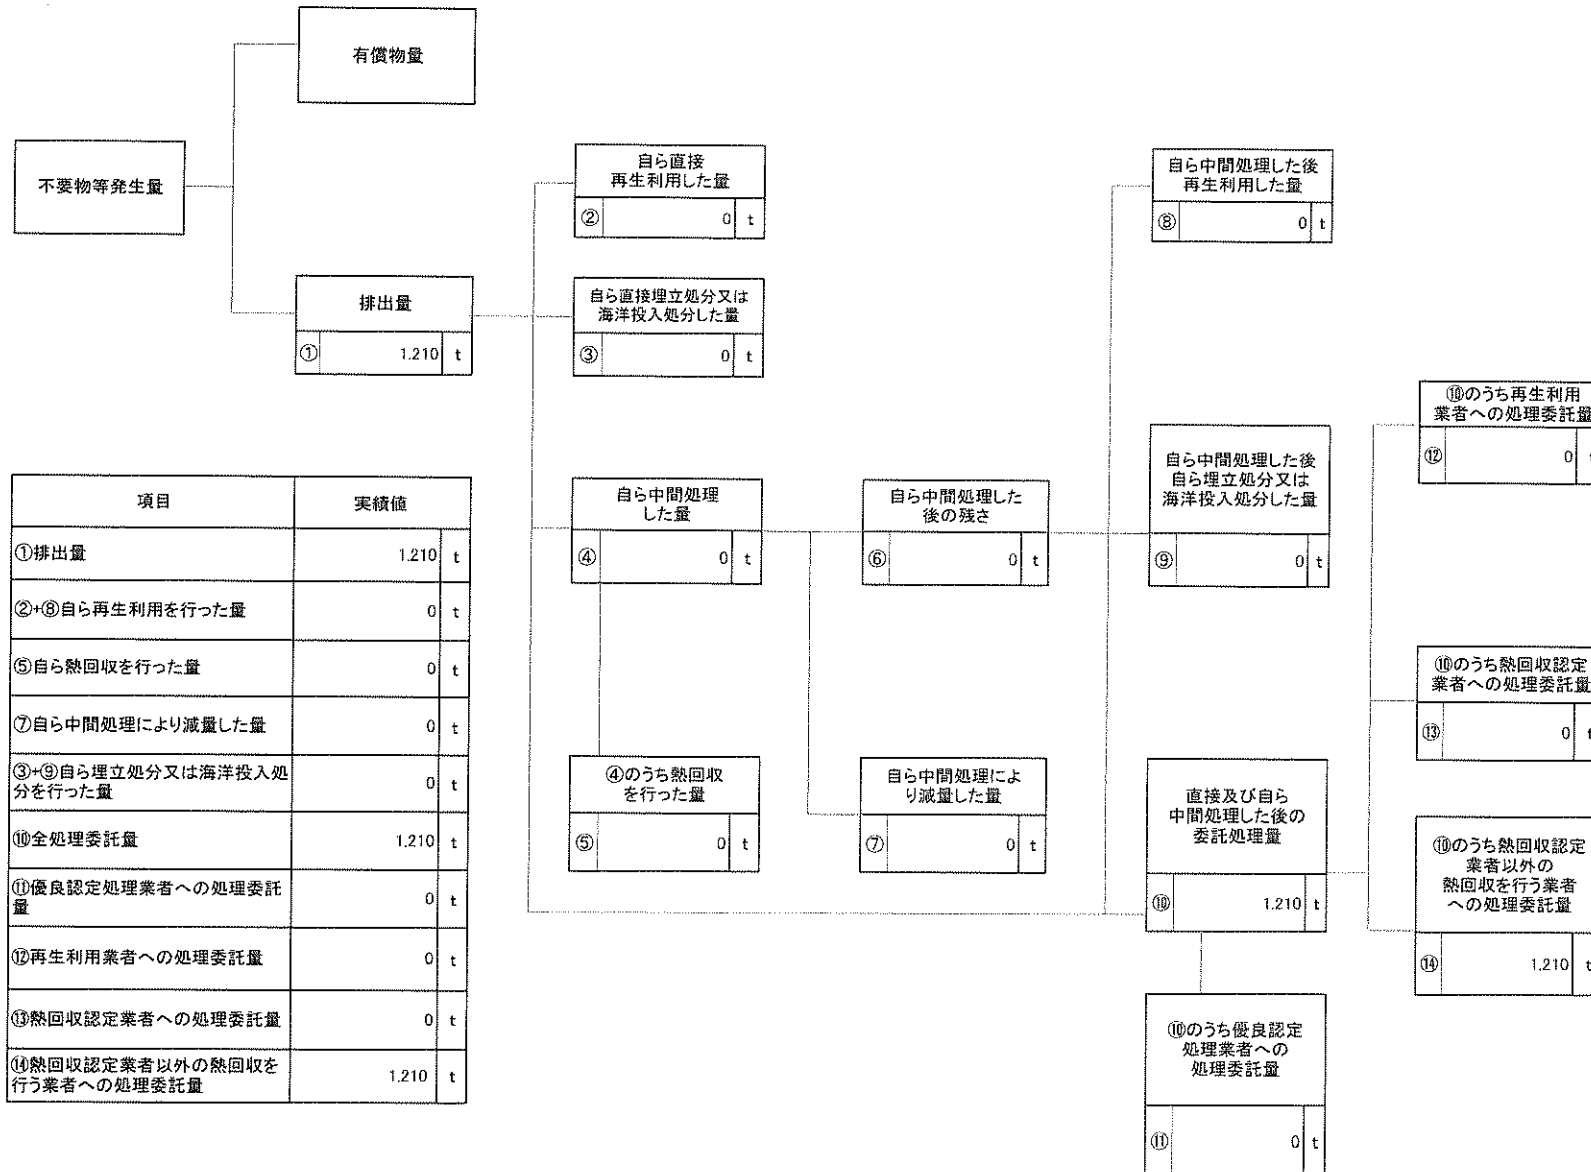 有償物量
不要物等発生量
排出量
① 1,210 t
自ら直接
再生利用した量
② 0 t
自ら直接埋立処分又は
海洋投入処分した量
③ 0 t
自ら中間処理
した量
④ 0 t
④のうち熱回収
を行った量
⑤ 0 t
自ら中間処理した
後の残さ
⑥ 0 t
自ら中間処理によ
り減量した量
⑦ 0 t
自ら中間処理した後
再生利用した量
⑧ 0 t
自ら中間処理した後
自ら埋立処分又は
海洋投入処分した量
⑨ 0 t
直接及び自ら
中間処理した後の
委託処理量
⑩ 1,210 t
⑩のうち優良認定
処理業者への
処理委託量
⑪ 0 t
⑩のうち再生利用
業者への処理委託量
⑫ 0 t
⑩のうち熱回収認定
業者への処理委託量
⑬ 0 t
⑩のうち熱回収認定
業者以外の
熱回収を行う業者
への処理委託量
⑭ 1,210 t
項目 実績値
①排出量 1,210 t
②+⑧自ら再生利用を行った量 0 t
⑤自ら熱回収を行った量 0 t
⑦自ら中間処理により減量した量 0 t
③+⑨自ら埋立処分又は海洋投入処
分を行った量 0 t
⑩全処理委託量 1,210 t
⑪優良認定処理業者への処理委託
量 0 t
⑫再生利用業者への処理委託量 0 t
⑬熱回収認定業者への処理委託量 0 t
⑭熱回収認定業者以外の熱回収を
行う業者への処理委託量 1,210 t